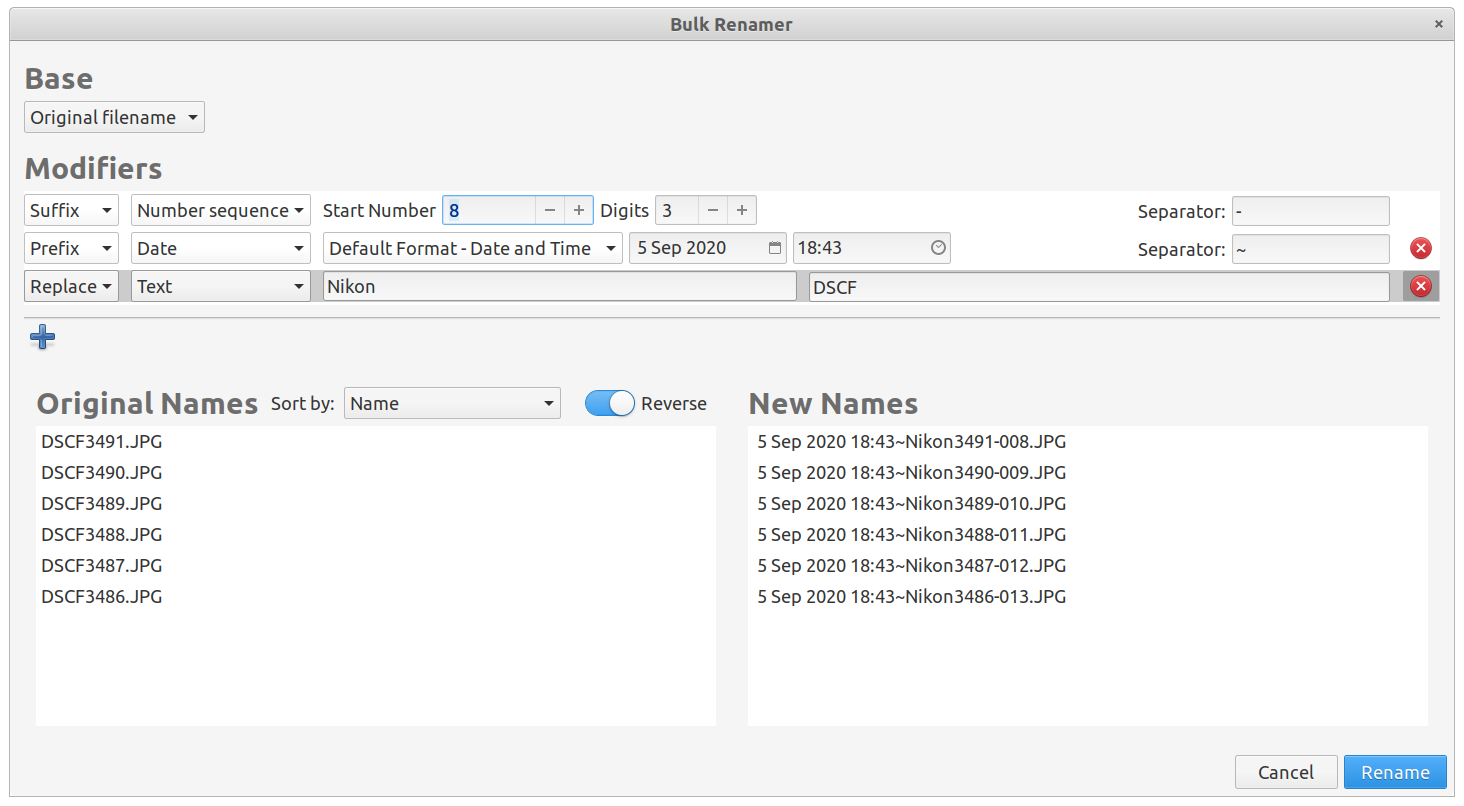 Bulk Renamer ×
Base
Original filename
Modifiers
Suffix Number sequence Start Number 8 − + Digits 3 − + Separator: -
Prefix Date Default Format - Date and Time 5 Sep 2020 18:43 Separator: ~
Replace Text Nikon DSCF
Original Names Sort by: Name Reverse New Names
DSCF3491.JPG 5 Sep 2020 18:43~Nikon3491-008.JPG
DSCF3490.JPG 5 Sep 2020 18:43~Nikon3490-009.JPG
DSCF3489.JPG 5 Sep 2020 18:43~Nikon3489-010.JPG
DSCF3488.JPG 5 Sep 2020 18:43~Nikon3488-011.JPG
DSCF3487.JPG 5 Sep 2020 18:43~Nikon3487-012.JPG
DSCF3486.JPG 5 Sep 2020 18:43~Nikon3486-013.JPG
Cancel Rename